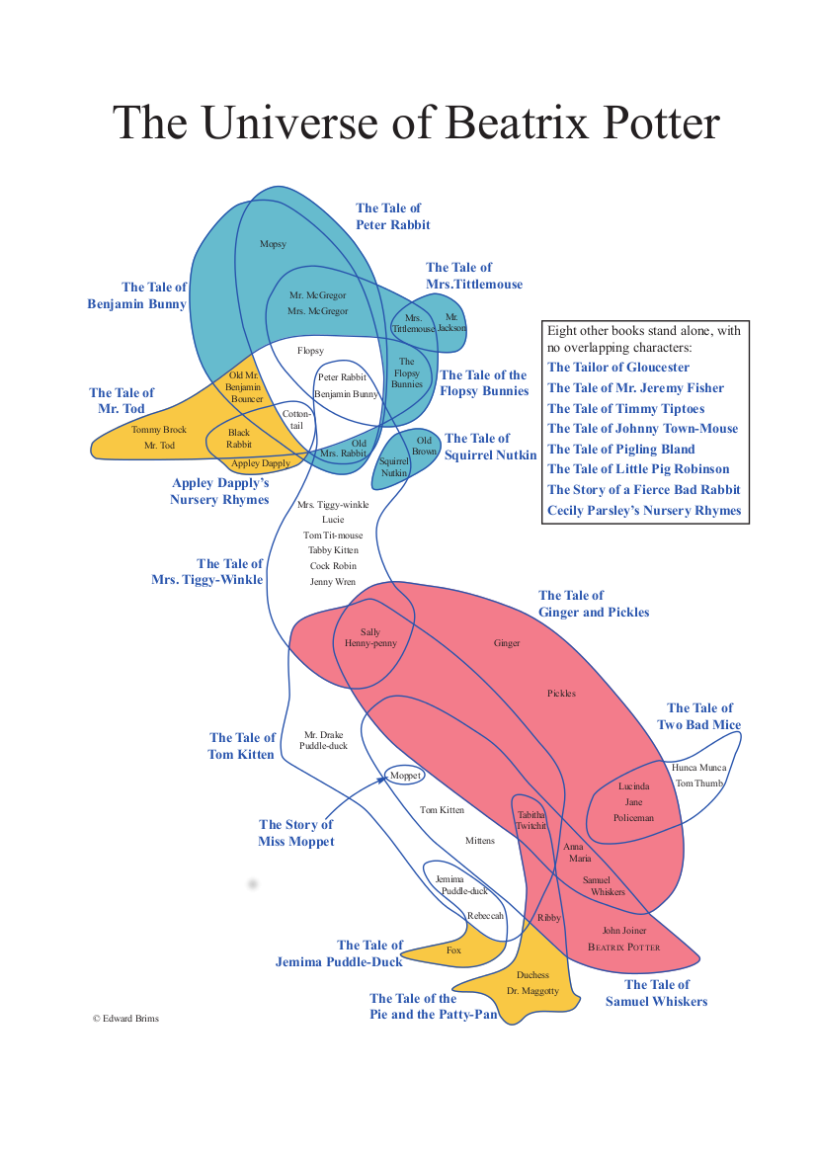 The Universe of Beatrix Potter
The Tale of
Peter Rabbit
Mopsy
The Tale of
Mrs.Tittlemouse
The Tale of
Benjamin Bunny
Mr. McGregor
Mrs. McGregor
Mrs.
Tittlemouse
Mr.
Jackson
Eight other books stand alone, with
no overlapping characters:
The Tailor of Gloucester
The Tale of Mr. Jeremy Fisher
The Tale of Timmy Tiptoes
The Tale of Johnny Town-Mouse
The Tale of Pigling Bland
The Tale of Little Pig Robinson
The Story of a Fierce Bad Rabbit
Cecily Parsley's Nursery Rhymes
Flopsy
The
Flopsy
Bunnies
The Tale of the
Flopsy Bunnies
Old Mr.
Benjamin
Bouncer
Peter Rabbit
Benjamin Bunny
The Tale of
Mr. Tod
Cotton-
tail
Tommy Brock
Mr. Tod
Black
Rabbit
Old
Mrs. Rabbit
Old
Brown
The Tale of
Squirrel Nutkin
Squirrel
Nutkin
Appley Dapply
Appley Dapply's
Nursery Rhymes
Mrs. Tiggy-winkle
Lucie
Tom Tit-mouse
Tabby Kitten
Cock Robin
Jenny Wren
The Tale of
Mrs. Tiggy-Winkle
The Tale of
Ginger and Pickles
Sally
Henny-penny
Ginger
Pickles
The Tale of
Two Bad Mice
The Tale of
Tom Kitten
Mr. Drake
Puddle-duck
Hunca Munca
Tom Thumb
Moppet
Lucinda
Jane
Policeman
Tom Kitten
Tabitha
Twitchit
The Story of
Miss Moppet
Mittens
Anna
Maria
Jemima
Puddle-duck
Samuel
Whiskers
Rebeccah
Ribby
John Joiner
BEATRIX POTTER
The Tale of
Jemima Puddle-Duck
Fox
Duchess
Dr. Maggotty
The Tale of
Samuel Whiskers
The Tale of the
Pie and the Patty-Pan
© Edward Brims